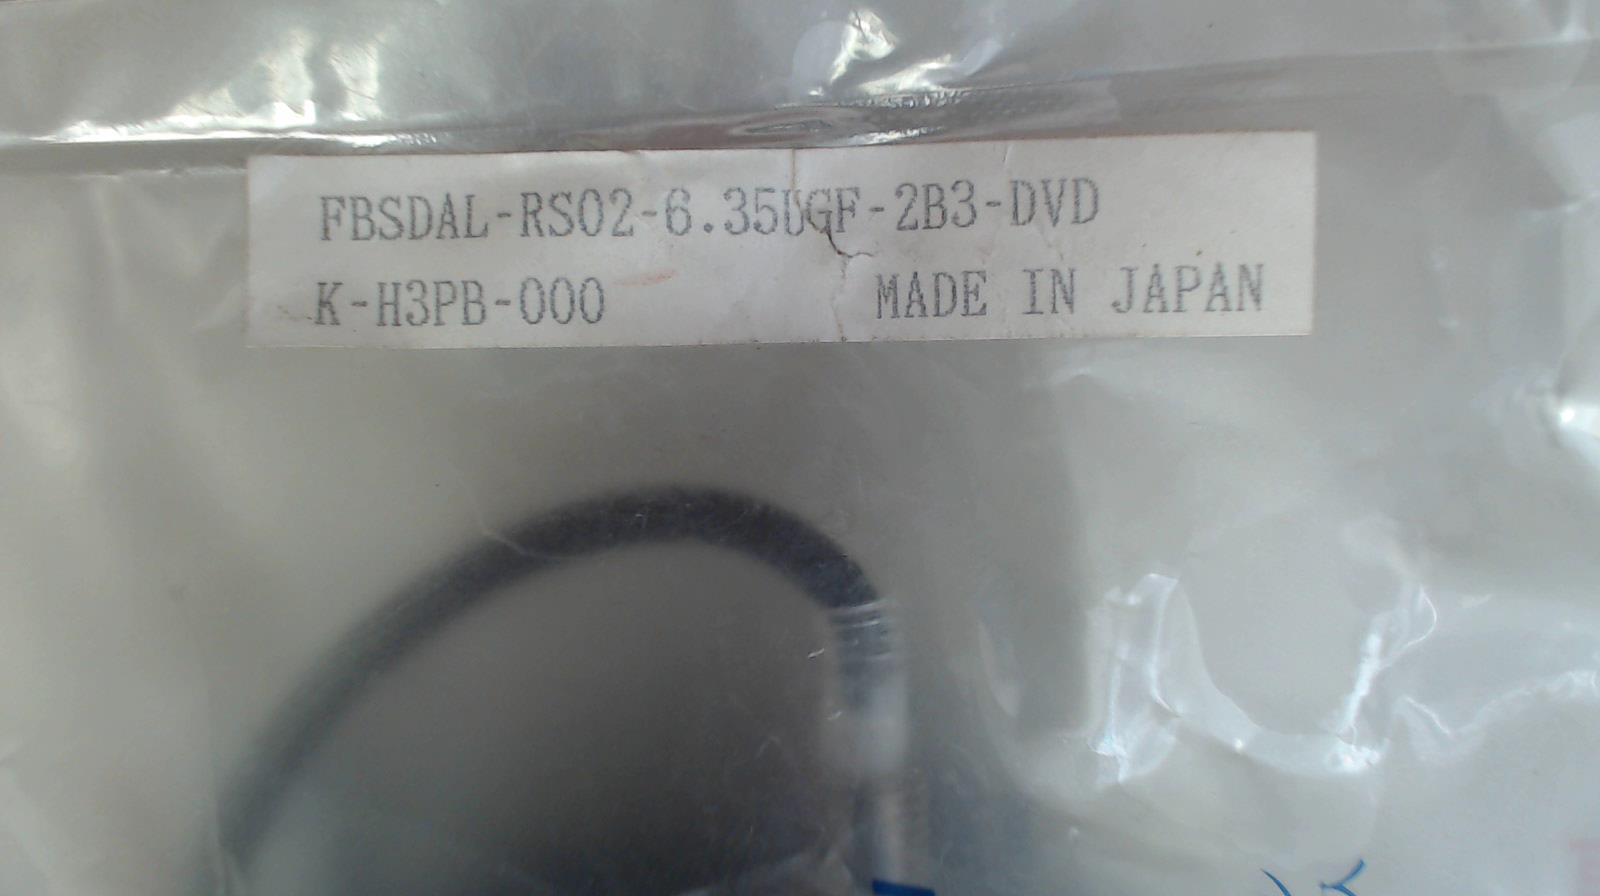 FBSDAL-RS02-6.35UGF-2B3-DVD
K-H3PB-000 MADE IN JAPAN